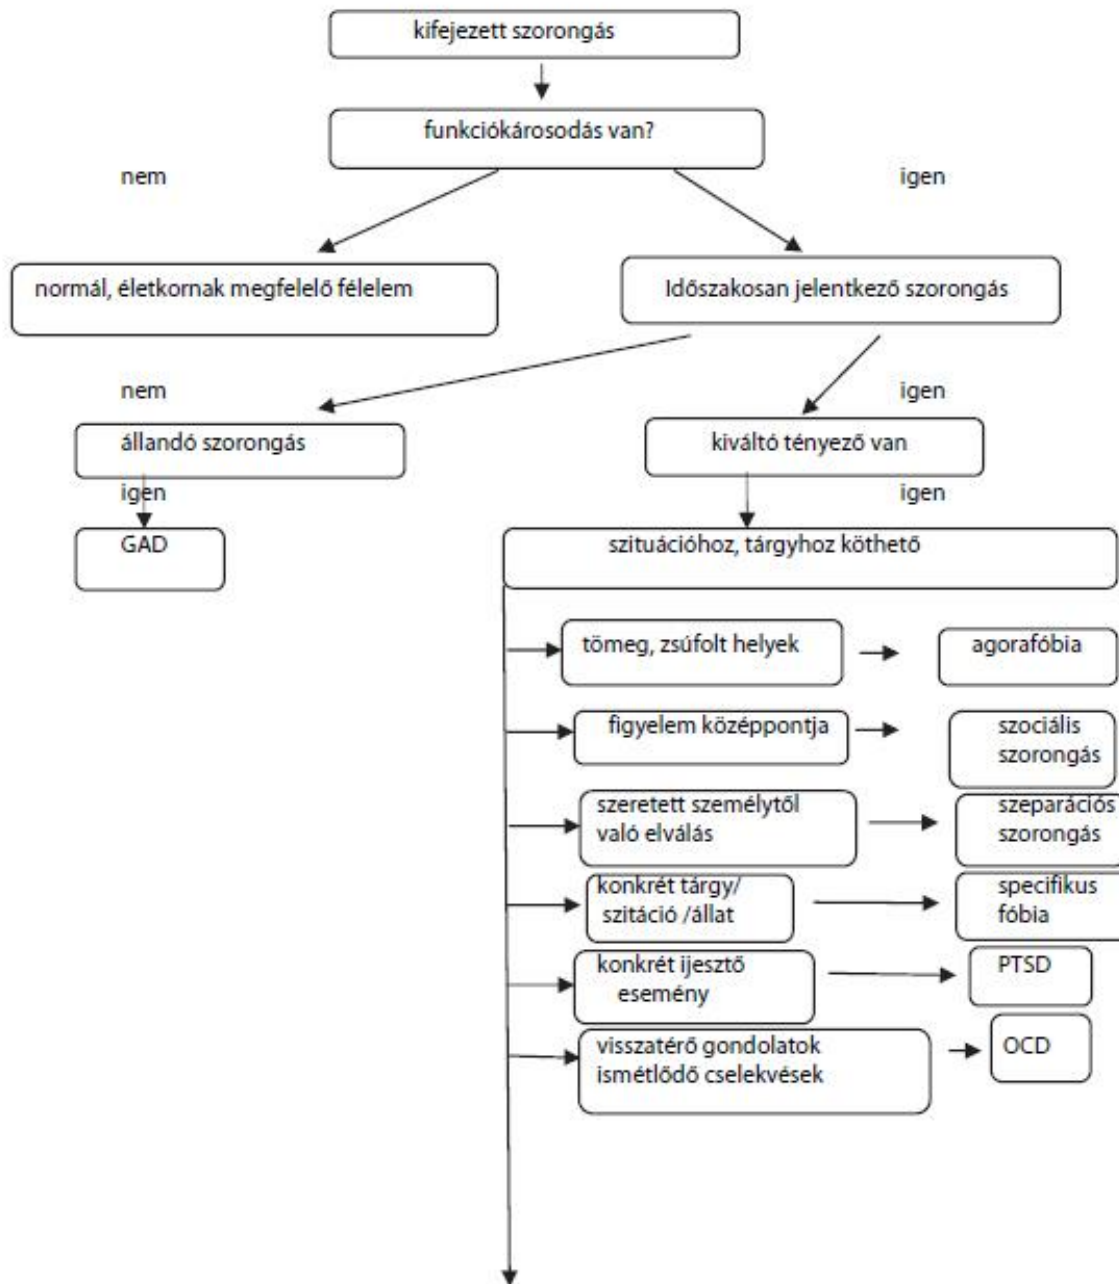 kifejezett szorongás
funkciókárosodás van?
nem
igen
normál, életkornak megfelelő félelem
Időszakosan jelentkező szorongás
nem
igen
állandó szorongás
kiváltó tényező van
igen
igen
GAD
szituációhoz, tárgyhoz köthető
tömeg, zsúfolt helyek
agorafóbia
figyelem középpontja
szociális
szorongás
szeretett személytől
való elválás
szeparációs
szorongás
konkrét tárgy/
szitáció /állat
specifikus
fóbia
konkrét ijesztő
esemény
PTSD
visszatérő gondolatok
ismétlődő cselekvések
OCD